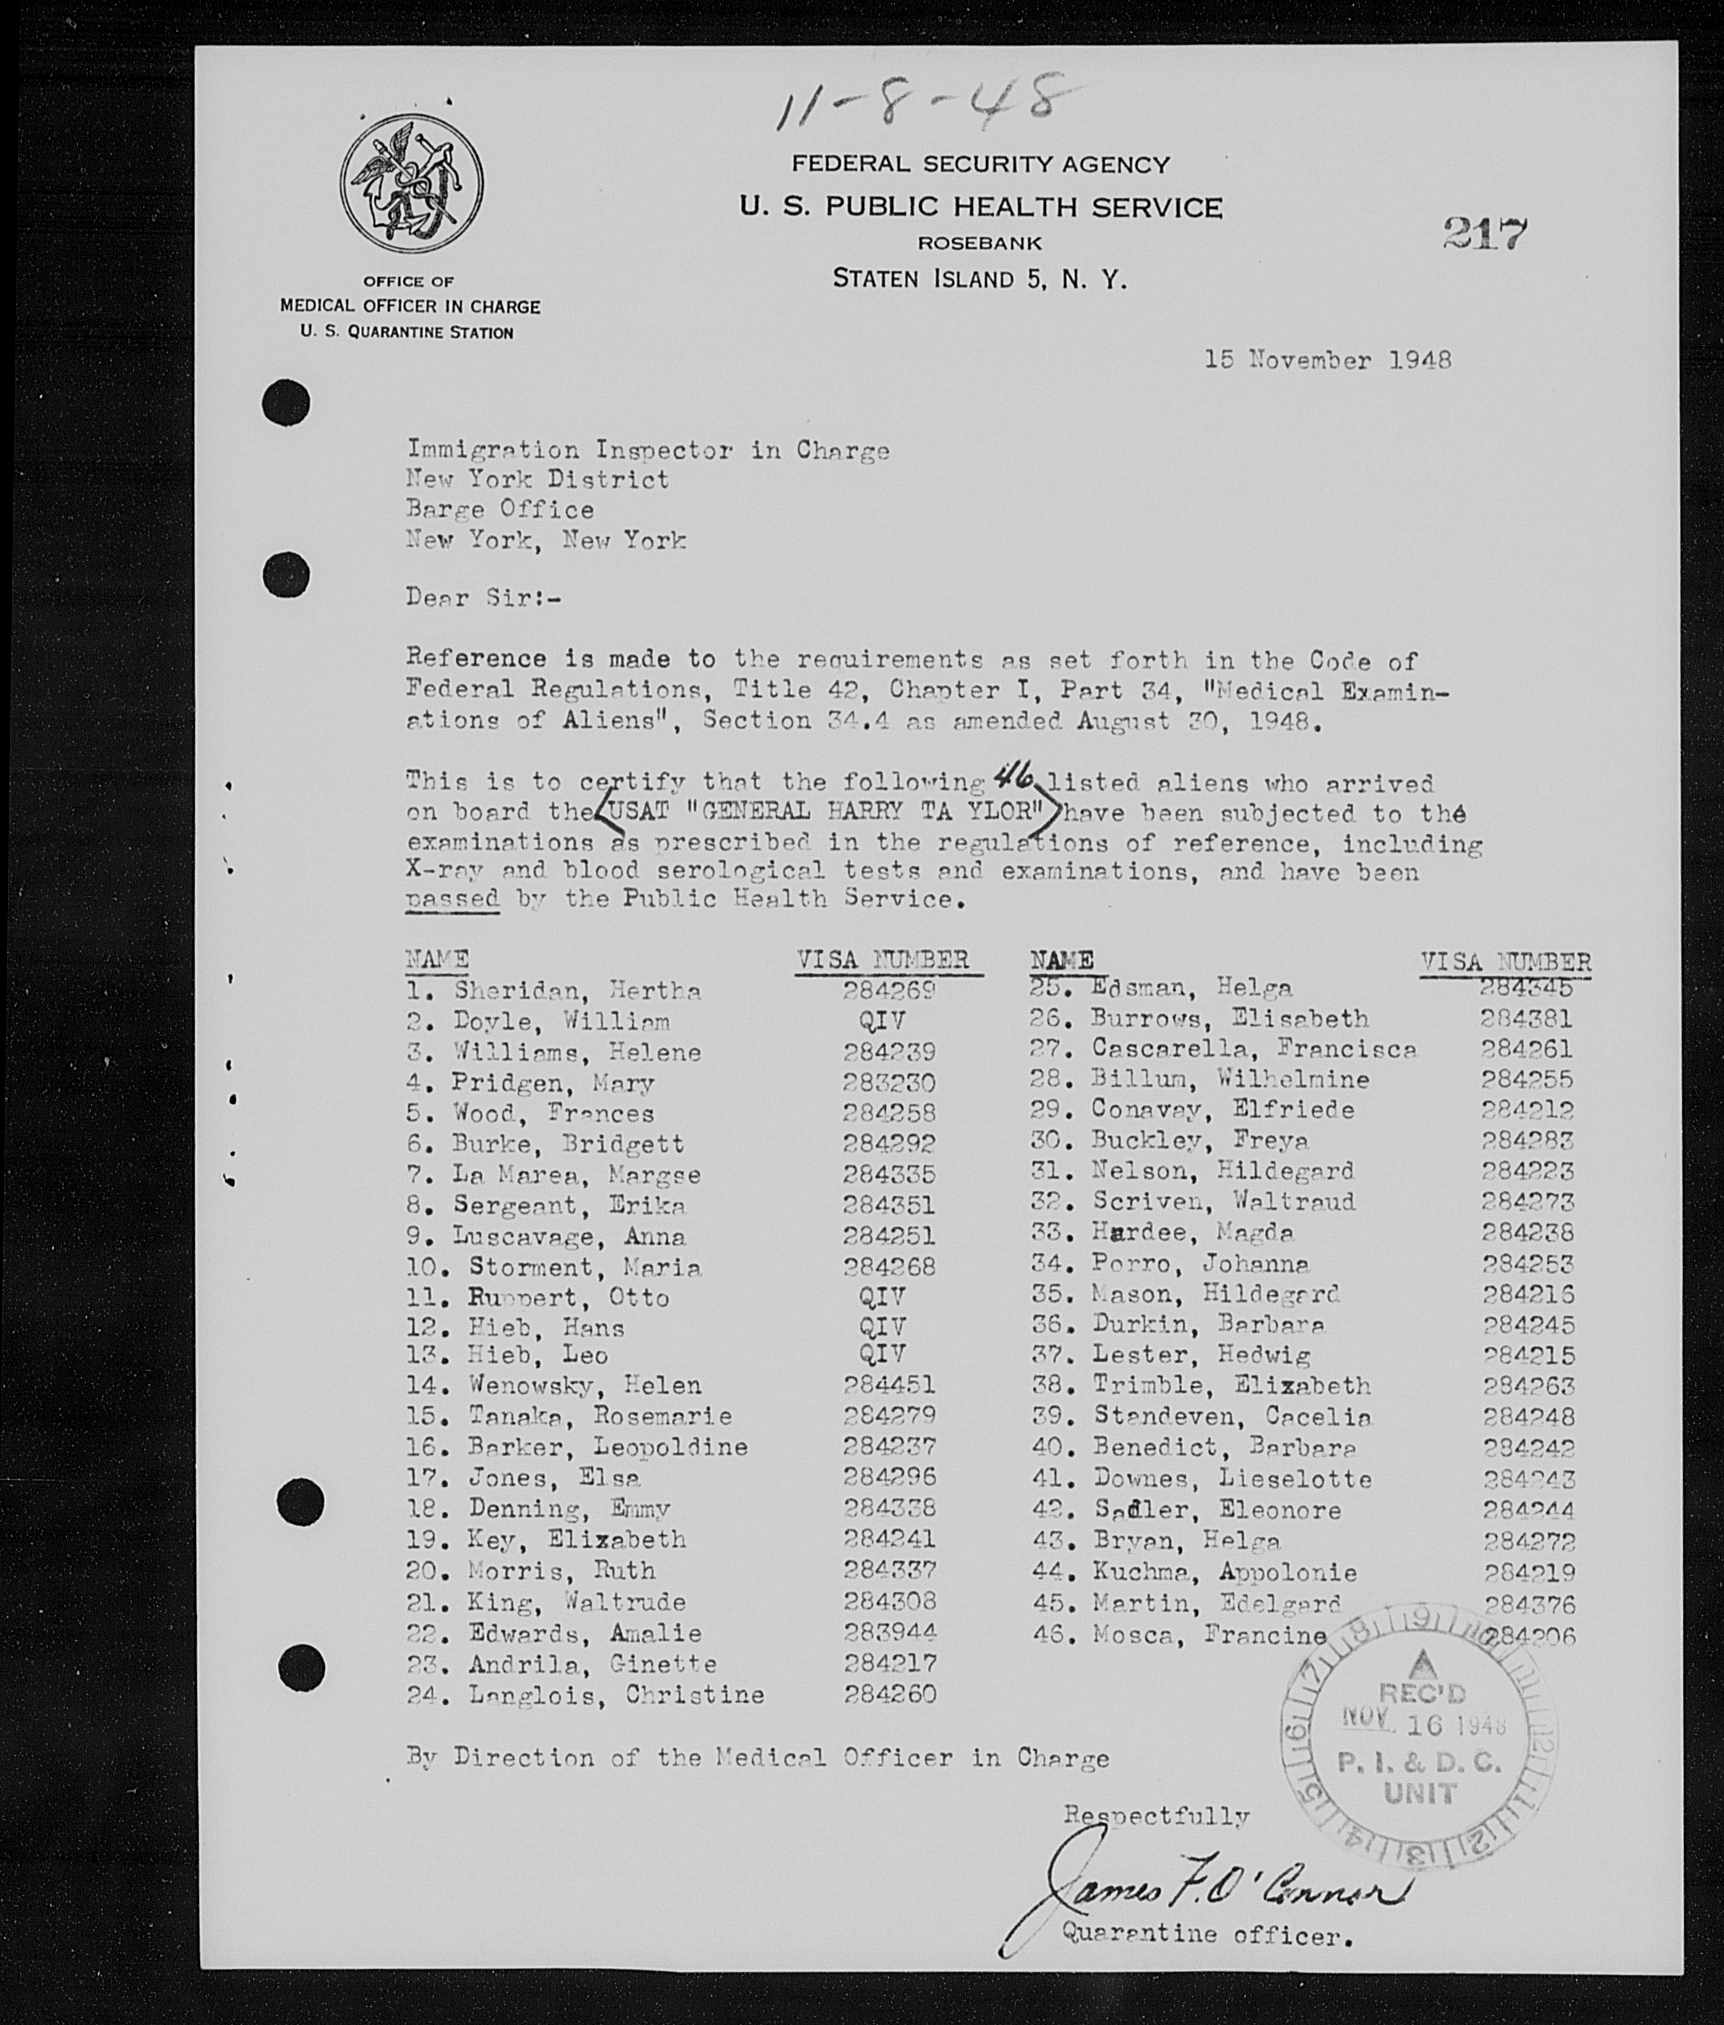 11-8-48
FEDERAL SECURITY AGENCY
U. S. PUBLIC HEALTH SERVICE
ROSEBANK
STATEN ISLAND 5, N. Y.
217
OFFICE OF
MEDICAL OFFICER IN CHARGE
U. S. QUARANTINE STATION
15 November 1948
Immigration Inspector in Charge
New York District
Barge Office
New York, New York
Dear Sir:-
Reference is made to the requirements as set forth in the Code of
Federal Regulations, Title 42, Chapter I, Part 34, "Medical Examin-
ations of Aliens", Section 34.4 as amended August 30, 1948.
This is to certify that the following 46 listed aliens who arrived
on board the USAT "GENERAL HARRY TA YLOR" have been subjected to the
examinations as prescribed in the regulations of reference, including
X-ray and blood serological tests and examinations, and have been
passed by the Public Health Service.
NAME VISA NUMBER
1. Sheridan, Hertha 284269
2. Doyle, William QIV
3. Williams, Helene 284239
4. Pridgen, Mary 283230
5. Wood, Frances 284258
6. Burke, Bridgett 284292
7. La Marea, Margse 284335
8. Sergeant, Erika 284351
9. Luscavage, Anna 284251
10. Storment, Maria 284268
11. Ruppert, Otto QIV
12. Hieb, Hans QIV
13. Hieb, Leo QIV
14. Wenowsky, Helen 284451
15. Tanaka, Rosemarie 284279
16. Barker, Leopoldine 284237
17. Jones, Elsa 284296
18. Denning, Emmy 284338
19. Key, Elizabeth 284241
20. Morris, Ruth 284337
21. King, Waltrude 284308
22. Edwards, Amalie 283944
23. Andrila, Ginette 284217
24. Langlois, Christine 284260
NAME VISA NUMBER
25. Edsman, Helga 284345
26. Burrows, Elisabeth 284381
27. Cascarella, Francisca 284261
28. Billum, Wilhelmine 284255
29. Conavay, Elfriede 284212
30. Buckley, Freya 284283
31. Nelson, Hildegard 284223
32. Scriven, Waltraud 284273
33. Hardee, Magda 284238
34. Porro, Johanna 284253
35. Mason, Hildegard 284216
36. Durkin, Barbara 284245
37. Lester, Hedwig 284215
38. Trimble, Elizabeth 284263
39. Standeven, Cacelia 284248
40. Benedict, Barbara 284242
41. Downes, Lieselotte 284243
42. Sadler, Eleonore 284244
43. Bryan, Helga 284272
44. Kuchma, Appolonie 284219
45. Martin, Edelgard 284376
46. Mosca, Francine 284206
By Direction of the Medical Officer in Charge
REC'D
NOV 16 1948
P. I. & D. C.
UNIT
Respectfully
James F. O'Connor
Quarantine officer.